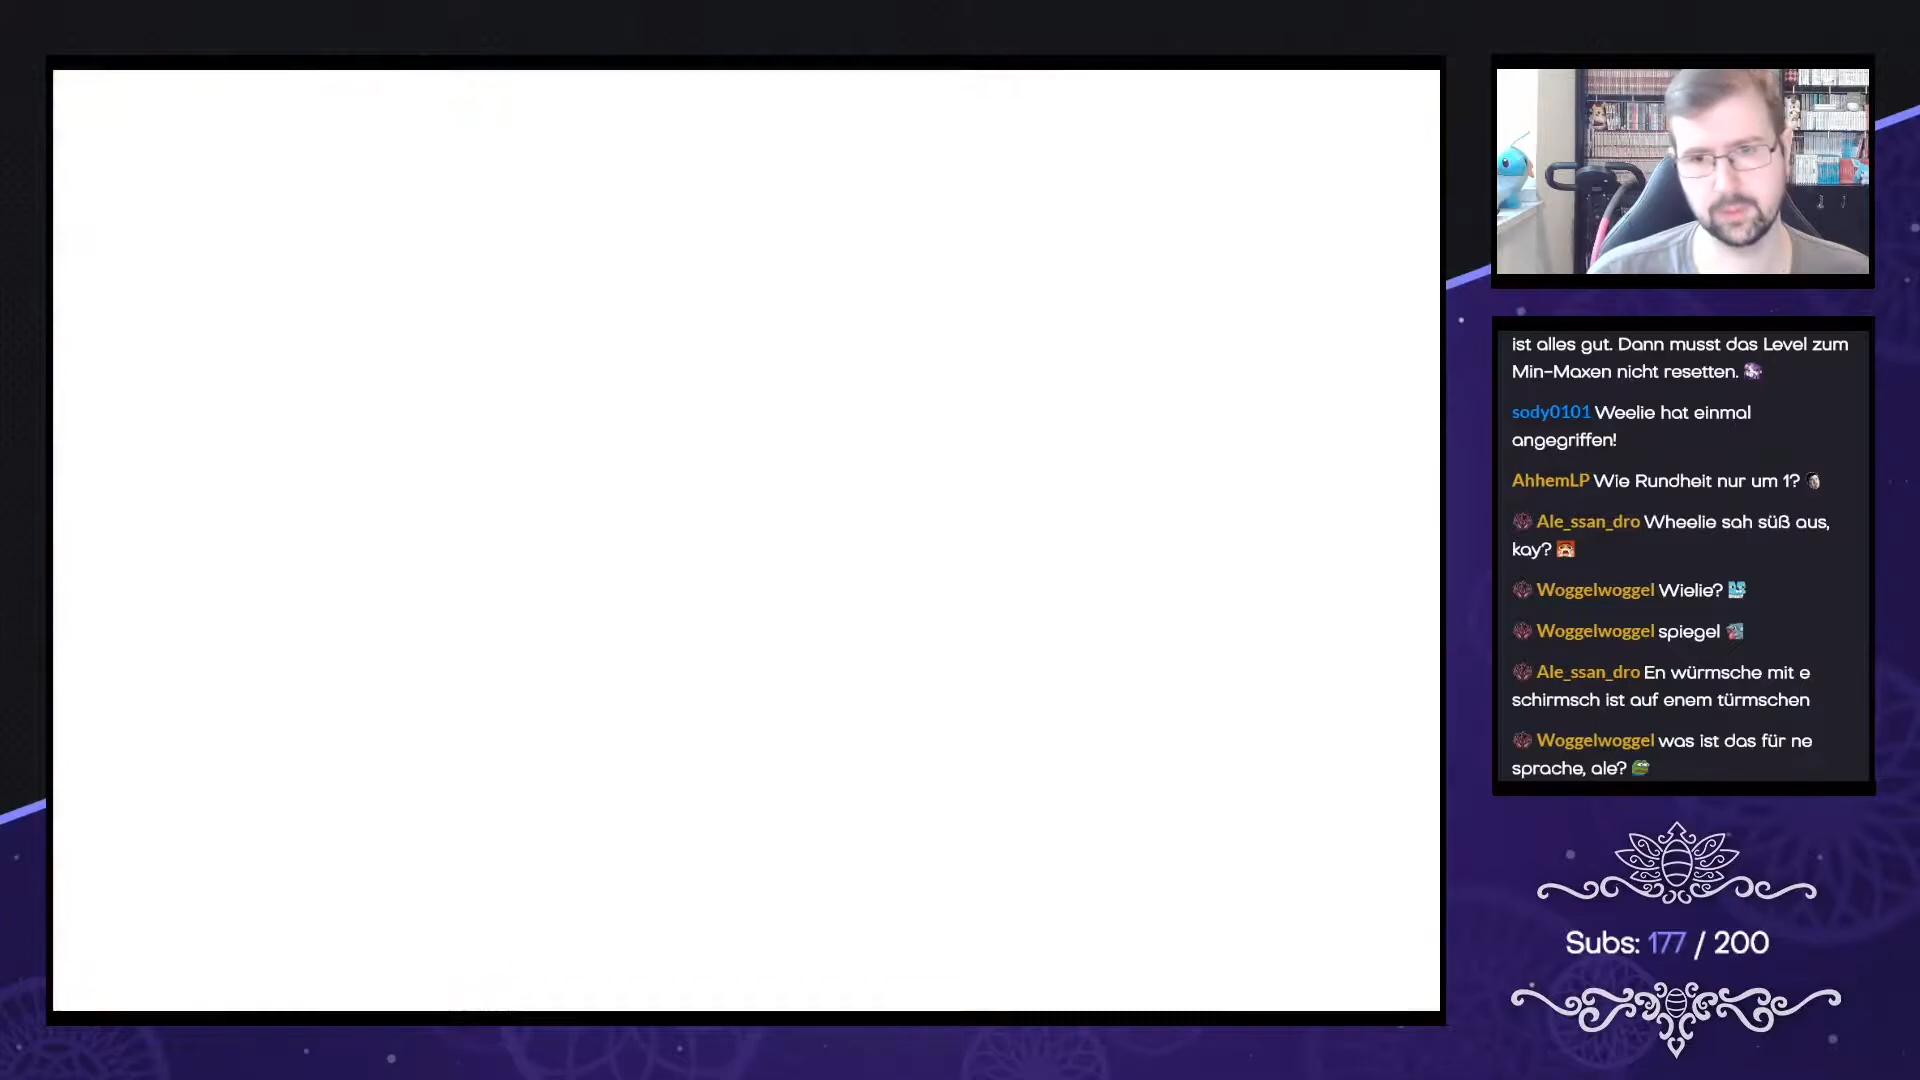 ist alles gut. Dann musst das Level zum
Min-Maxen nicht resetten.
sody0101 Weelie hat einmal
angegriffen!
AhhemLP Wie Rundheit nur um 1?
Ale_ssan_dro Wheelie sah süß aus,
kay?
Woggelwoggel Wielie?
Woggelwoggel spiegel
Ale_ssan_dro En würmsche mit e
schirmsch ist auf enem türmschen
Woggelwoggel was ist das für ne
sprache, ale?
Subs: 177 / 200